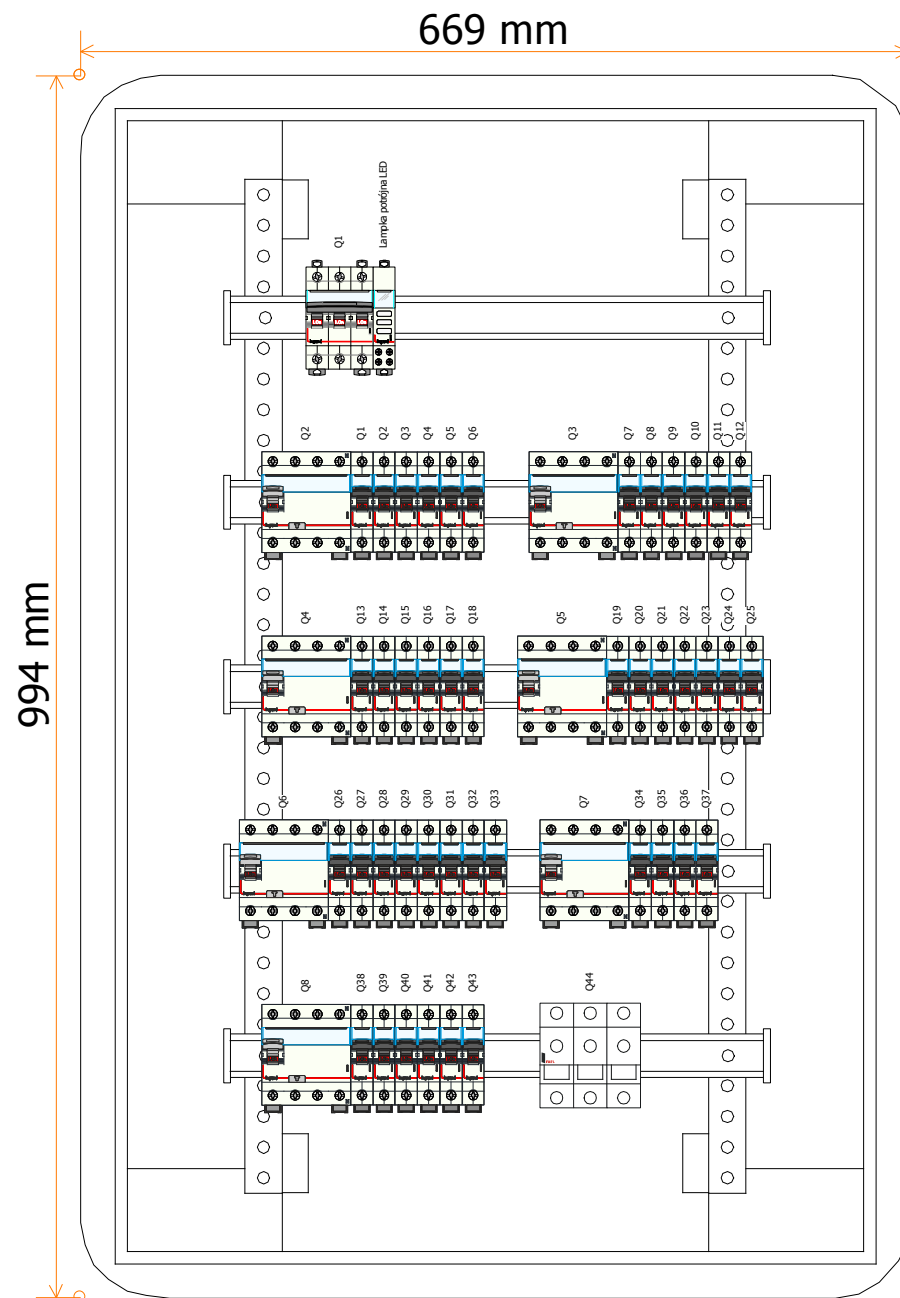 669 mm
994 mm
Q1
Lampka potrójna LED
Q2 Q1 Q2 Q3 Q4 Q5 Q6 Q3 Q7 Q8 Q9 Q10 Q11 Q12
Q4 Q13 Q14 Q15 Q16 Q17 Q18 Q5 Q19 Q20 Q21 Q22 Q23 Q24 Q25
Q6 Q26 Q27 Q28 Q29 Q30 Q31 Q32 Q33 Q7 Q34 Q35 Q36 Q37
Q8 Q38 Q39 Q40 Q41 Q42 Q43 Q44